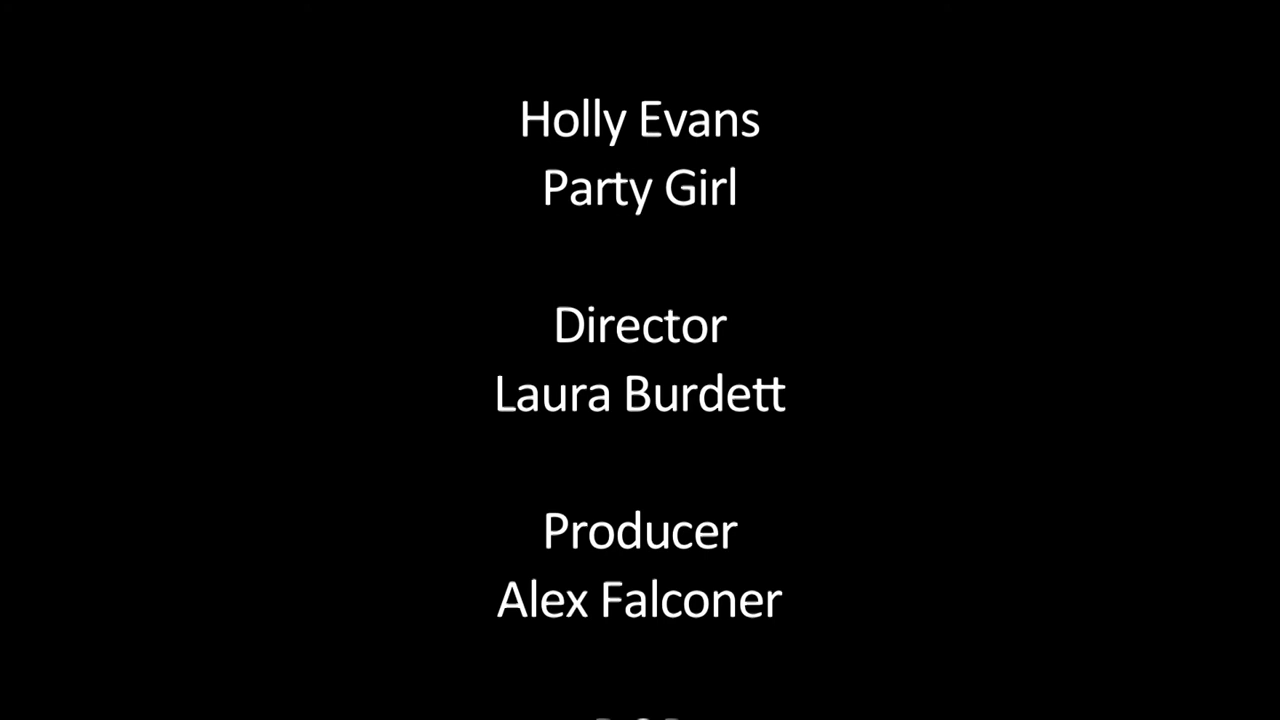 Holly Evans
Party Girl
Director
Laura Burdett
Producer
Alex Falconer